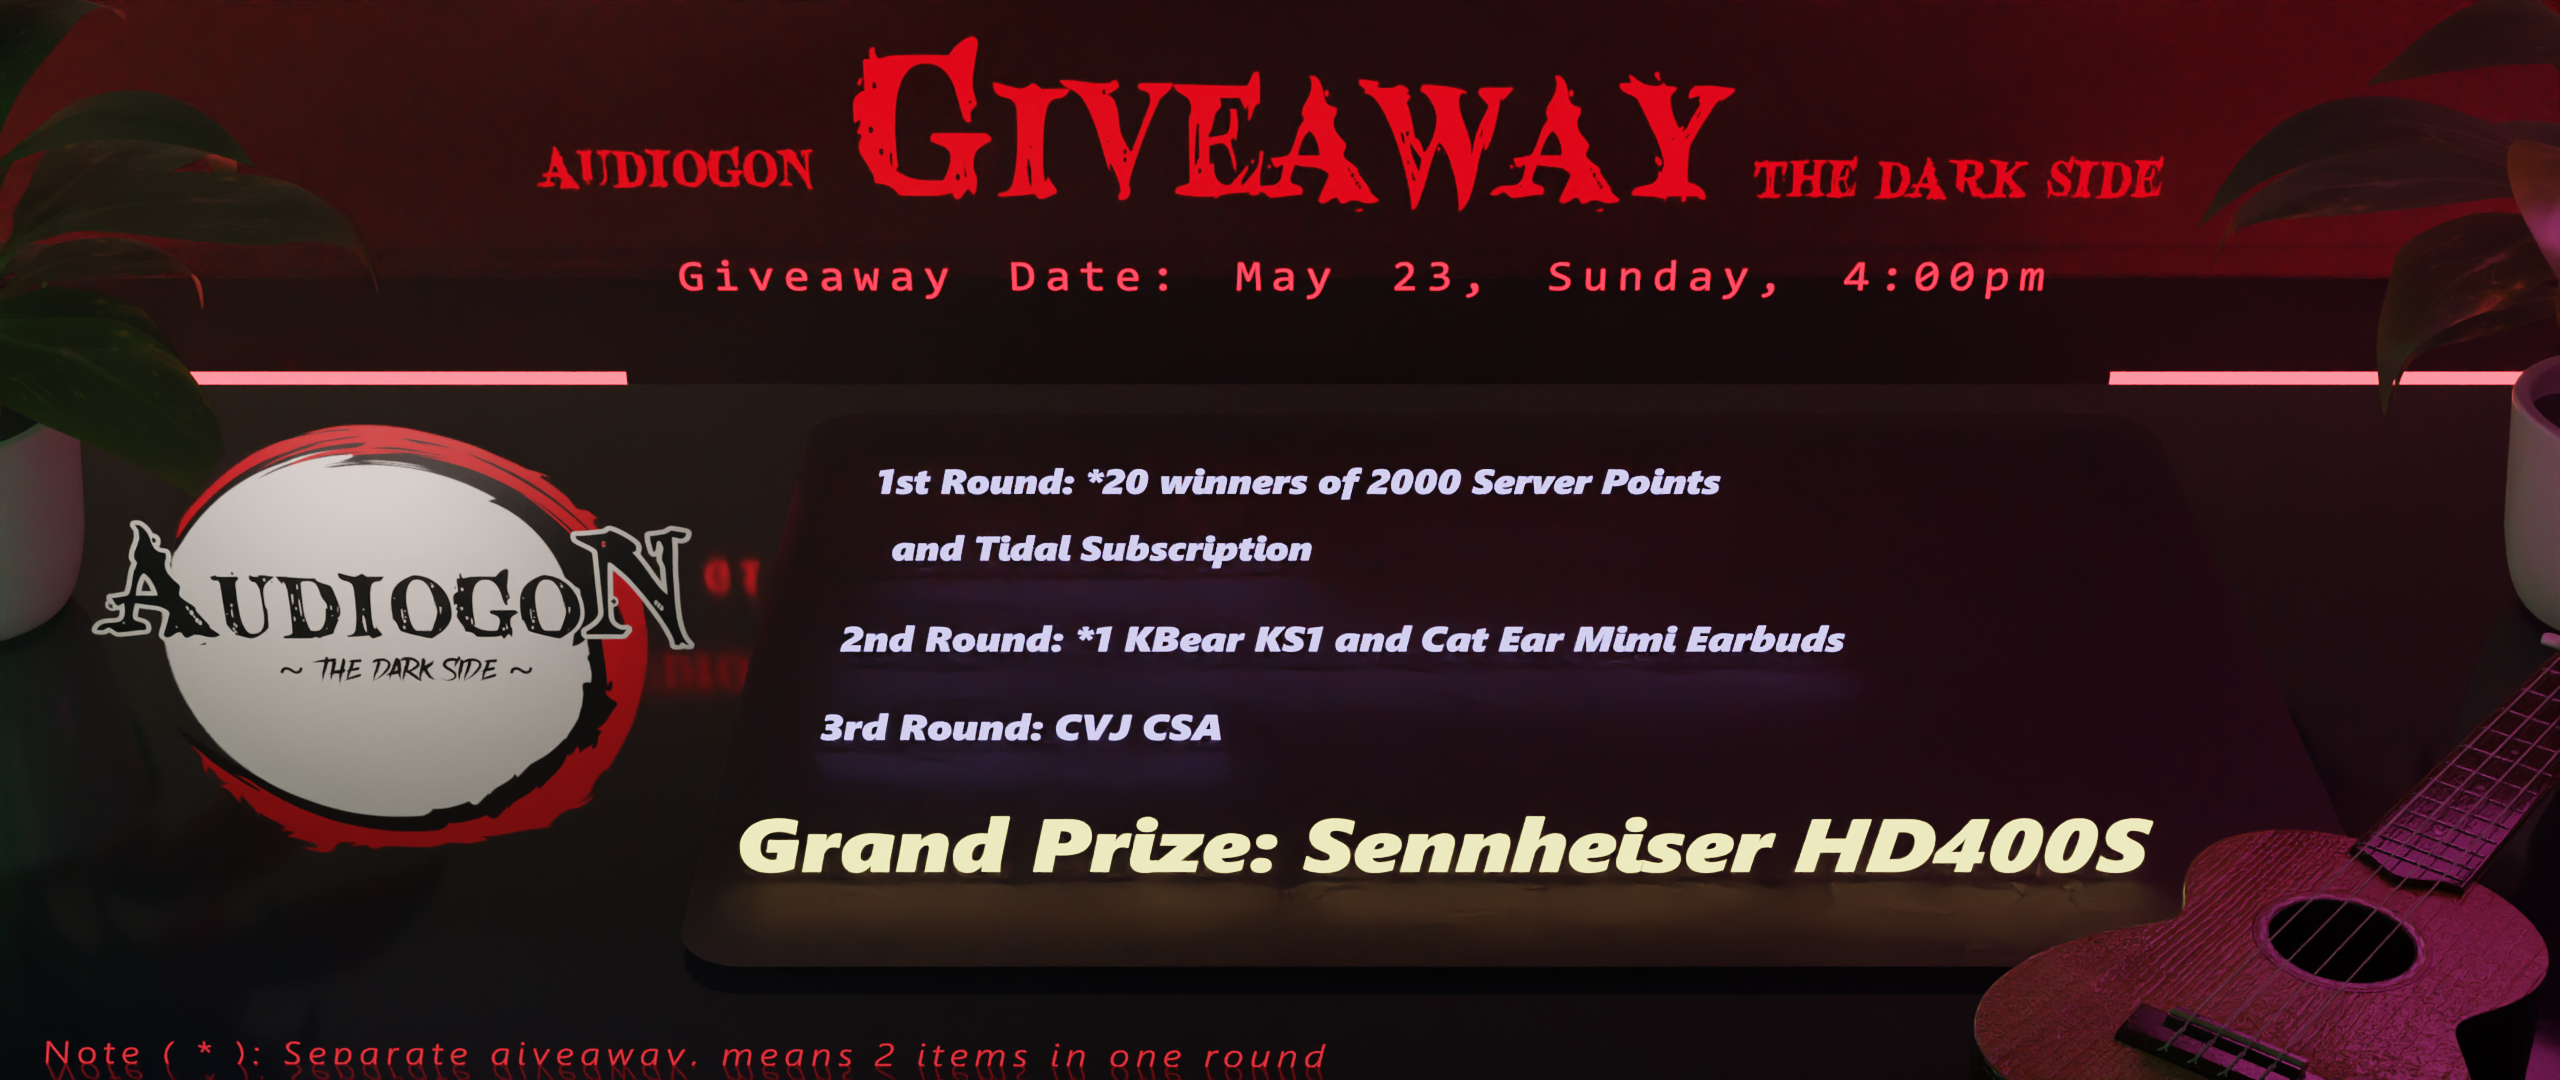 AUDIOGON GIVEAWAY THE DARK SIDE
Giveaway Date: May 23, Sunday, 4:00pm
1st Round: *20 winners of 2000 Server Points
and Tidal Subscription
2nd Round: *1 KBear KS1 and Cat Ear Mimi Earbuds
3rd Round: CVJ CSA
Grand Prize: Sennheiser HD400S
AUDIOGON
~ THE DARK SIDE ~
Note ( * ): Separate giveaway, means 2 items in one round